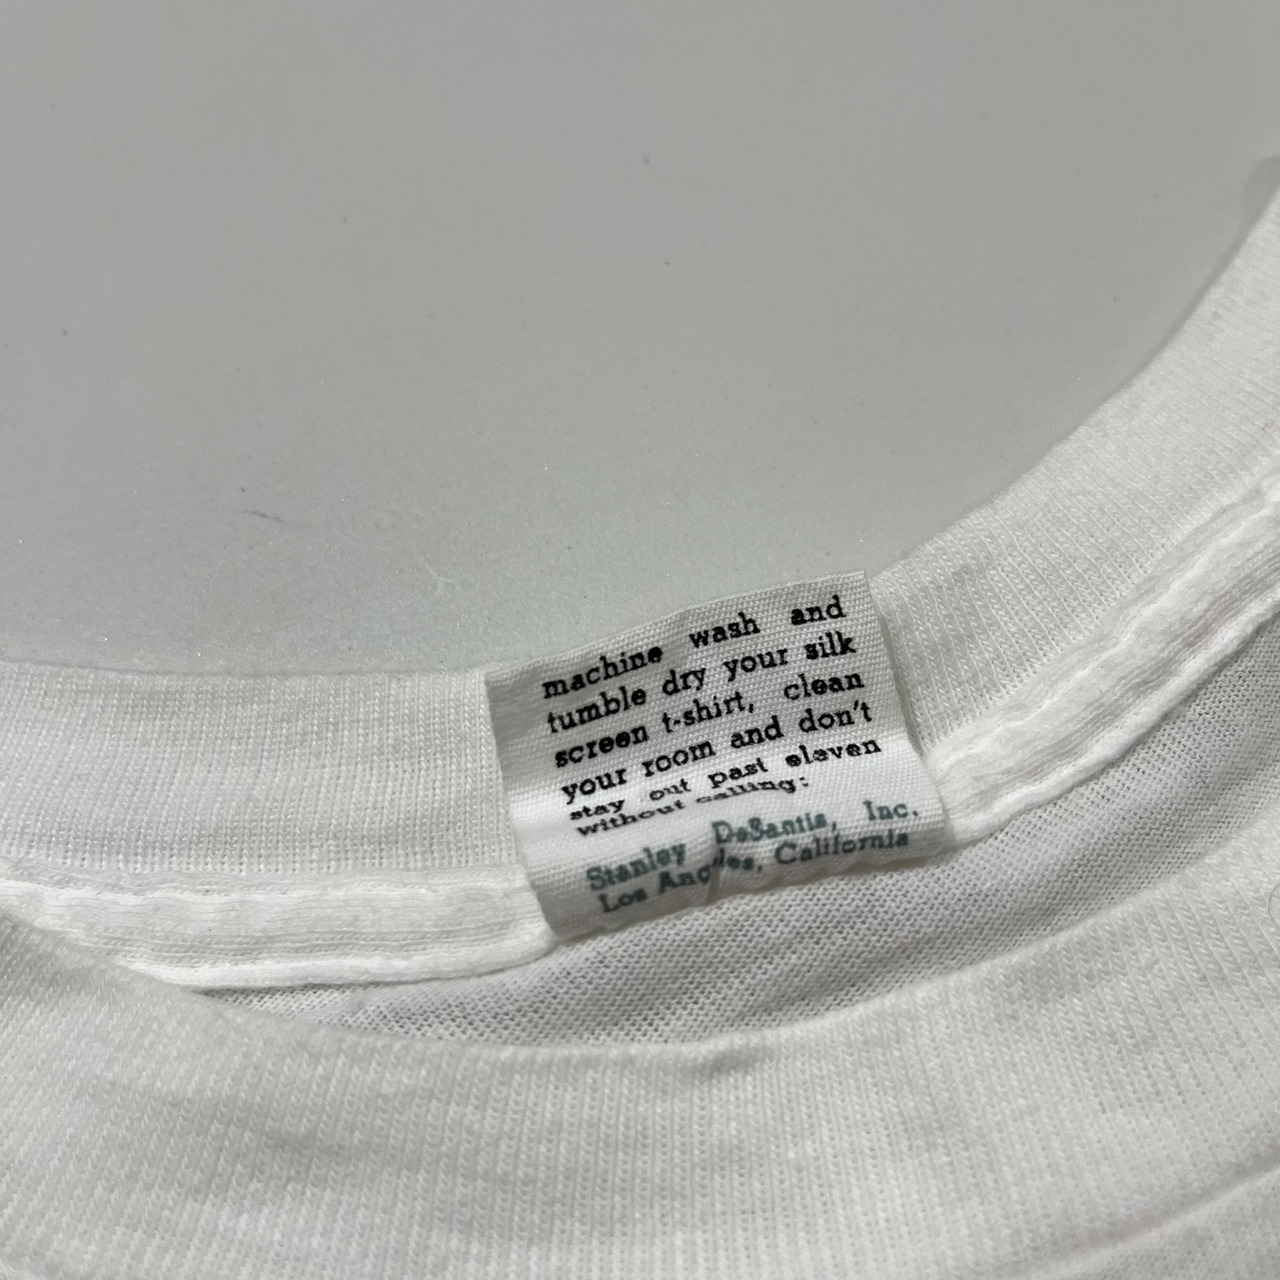 machine wash and
tumble dry your silk
screen t-shirt, clean
your room and don't
stay out past eleven
without calling:
Stanley DeSantis, Inc.
Los Angeles, California